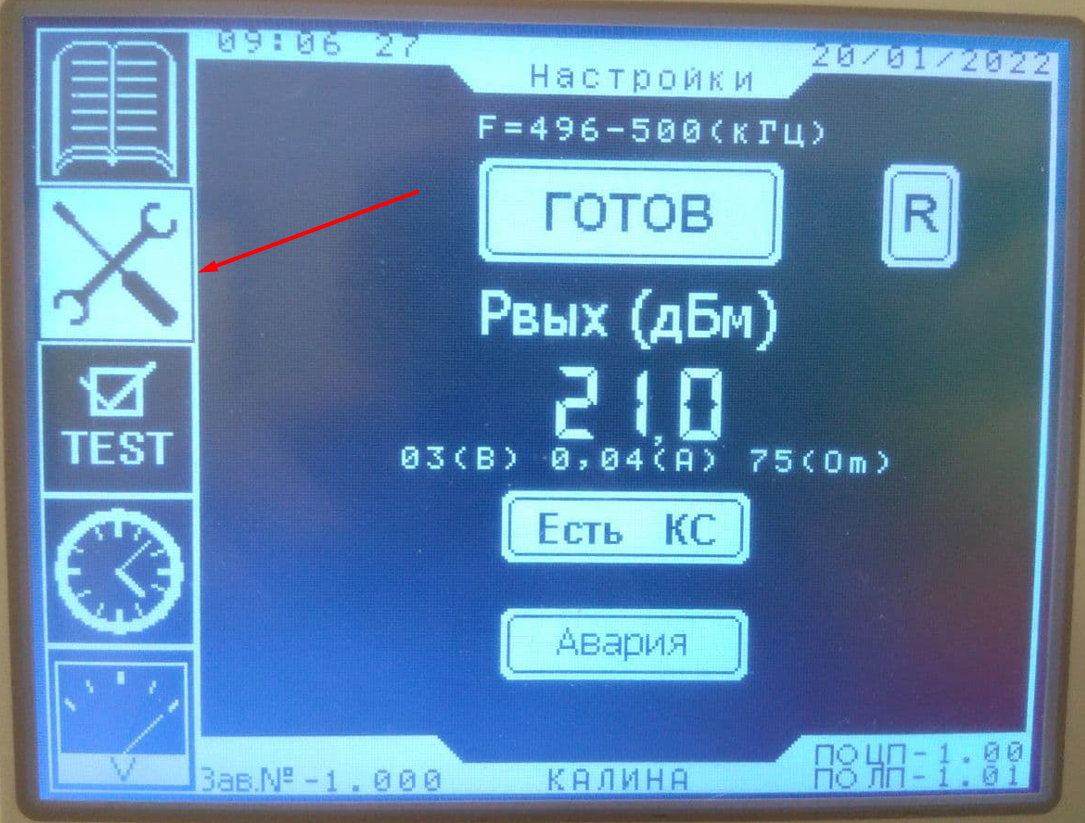 09:06 27
20/01/2022
Настройки
F=496-500(кГц)
ГОТОВ
R
Рвых (дБм)
21,0
TEST
03(В) 0,04(А) 75(Om)
Есть КС
Авария
V
Зав.№-1.000
КАЛИНА
ПО ЦП-1.00
ПО ЛП-1.01